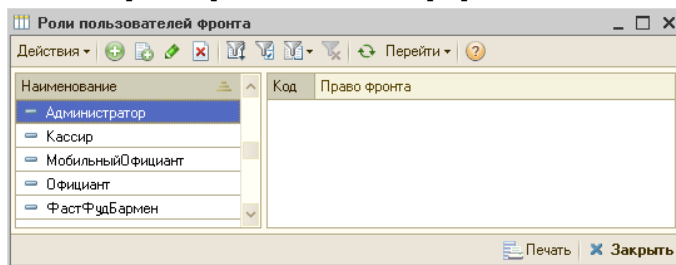 Роли пользователей фронта
Действия Перейти
Наименование Код Право фронта
Администратор
Кассир
МобильныйОфициант
Официант
ФастФудБармен
Печать Закрыть